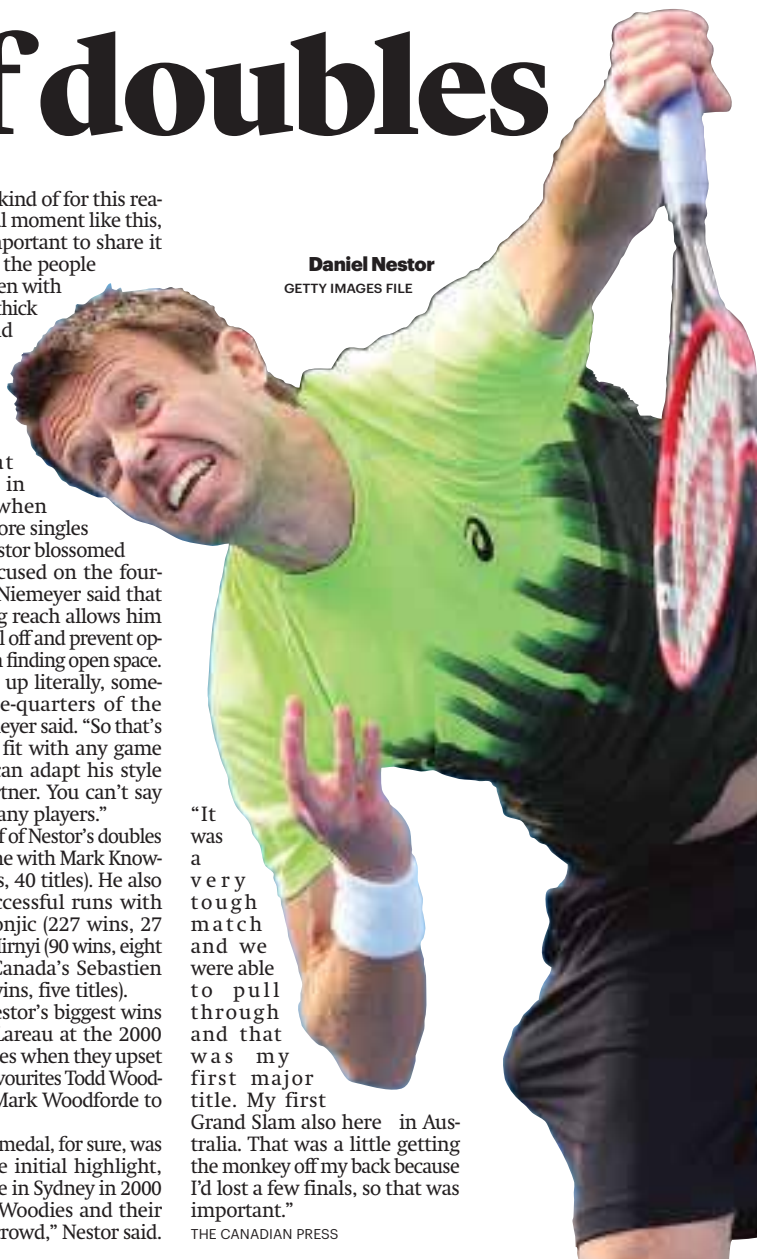 f doubles
kind of for this rea-
l moment like this,
portant to share it
the people
en with
thick
d
at
in
when
ore singles
stor blossomed
cused on the four-
Niemeyer said that
g reach allows him
l off and prevent op-
finding open space.
up literally, some-
e-quarters of the
eyer said. “So that’s
fit with any game
can adapt his style
rtner. You can’t say
any players.”
f of Nestor’s doubles
ne with Mark Know-
s, 40 titles). He also
ccessful runs with
onjic (227 wins, 27
irnyi (90 wins, eight
Canada’s Sebastien
ins, five titles).
estor’s biggest wins
Lareau at the 2000
es when they upset
vourites Todd Wood-
Mark Woodforde to
medal, for sure, was
e initial highlight,
e in Sydney in 2000
Woodies and their
crowd,” Nestor said.
Daniel Nestor
GETTY IMAGES FILE
“It
was
a
very
tough
match
and we
were able
to pull
through
and that
was my
first major
title. My first
Grand Slam also here in Aus-
tralia. That was a little getting
the monkey off my back because
I’d lost a few finals, so that was
important.”
THE CANADIAN PRESS